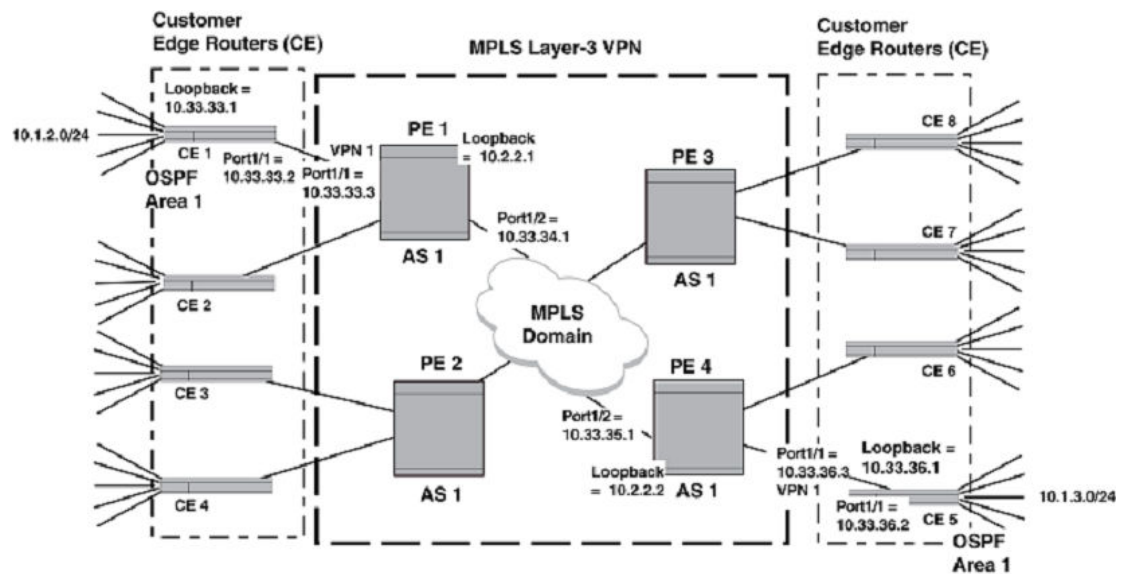 Customer
Edge Routers (CE)
MPLS Layer-3 VPN
Customer
Edge Routers (CE)
Loopback =
10.33.33.1
10.1.2.0/24
CE 1
Port1/1 =
10.33.33.2
OSPF
Area 1
VPN 1
Port1/1 =
10.33.33.3
PE 1
Loopback
= 10.2.2.1
AS 1
Port1/2 =
10.33.34.1
PE 3
AS 1
CE 8
CE 7
CE 2
MPLS
Domain
CE 3
PE 2
AS 1
CE 4
PE 4
Port1/2 =
10.33.35.1
Loopback
= 10.2.2.2
AS 1
CE 6
Port1/1 =
10.33.36.3
VPN 1
Loopback =
10.33.36.1
Port1/1 =
10.33.36.2
CE 5
10.1.3.0/24
OSPF
Area 1